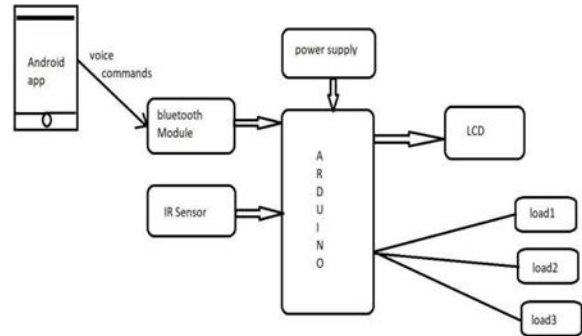 Android
app
voice
commands
power supply
bluetooth
Module
LCD
A
R
D
U
I
N
O
IR Sensor
load1
load2
load3